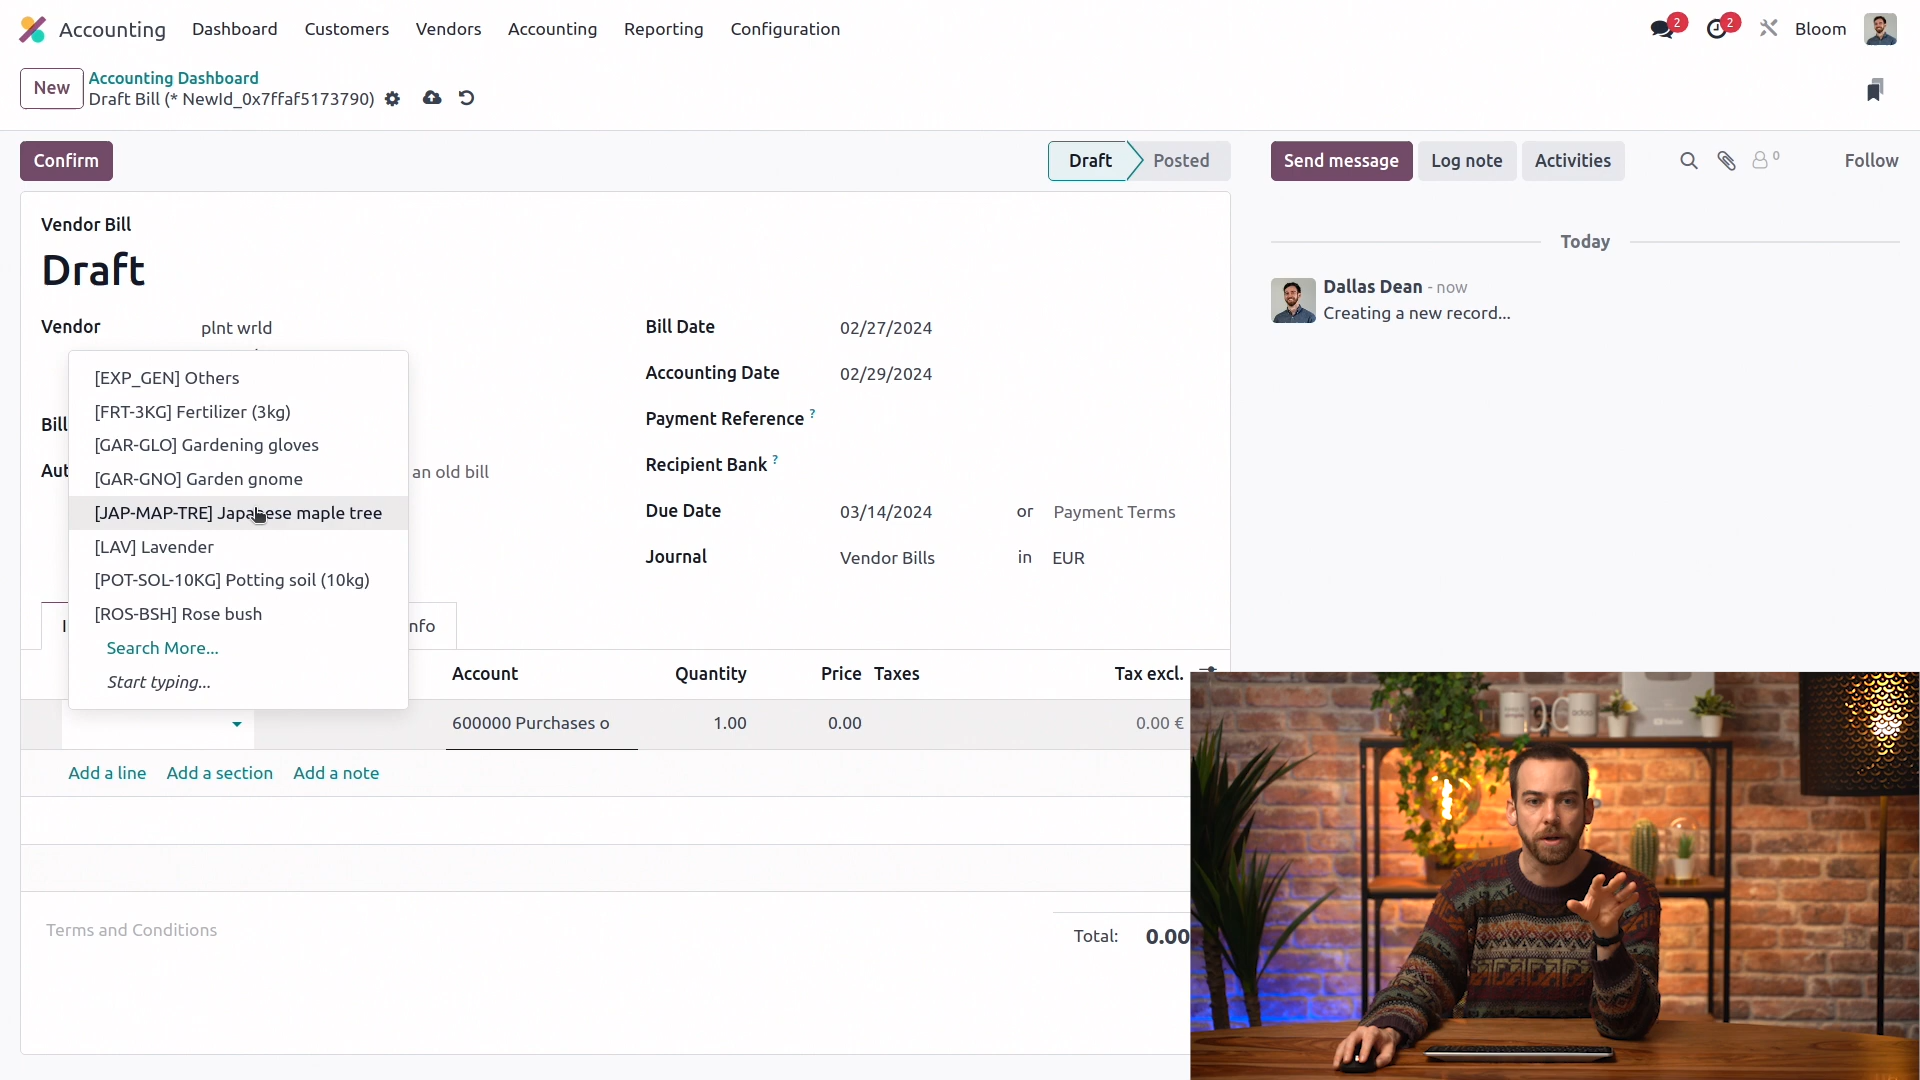 Accounting Dashboard Customers Vendors Accounting Reporting Configuration 2 2 Bloom
New Accounting Dashboard
Draft Bill (* NewId_0x7ffaf5173790)
Confirm Draft Posted Send message Log note Activities 0 Follow
Vendor Bill
Draft
Today
Dallas Dean - now
Creating a new record...
Vendor plnt wrld
Bill Date 02/27/2024
Accounting Date 02/29/2024
Payment Reference ?
Recipient Bank ?
Due Date 03/14/2024 or Payment Terms
Journal Vendor Bills in EUR
Bill
Aut an old bill
[EXP_GEN] Others
[FRT-3KG] Fertilizer (3kg)
[GAR-GLO] Gardening gloves
[GAR-GNO] Garden gnome
[JAP-MAP-TRE] Japanese maple tree
[LAV] Lavender
[POT-SOL-10KG] Potting soil (10kg)
[ROS-BSH] Rose bush
Search More...
Start typing...
I nfo
Account Quantity Price Taxes Tax excl.
600000 Purchases o 1.00 0.00 0.00 €
Add a line Add a section Add a note
Terms and Conditions
Total: 0.00